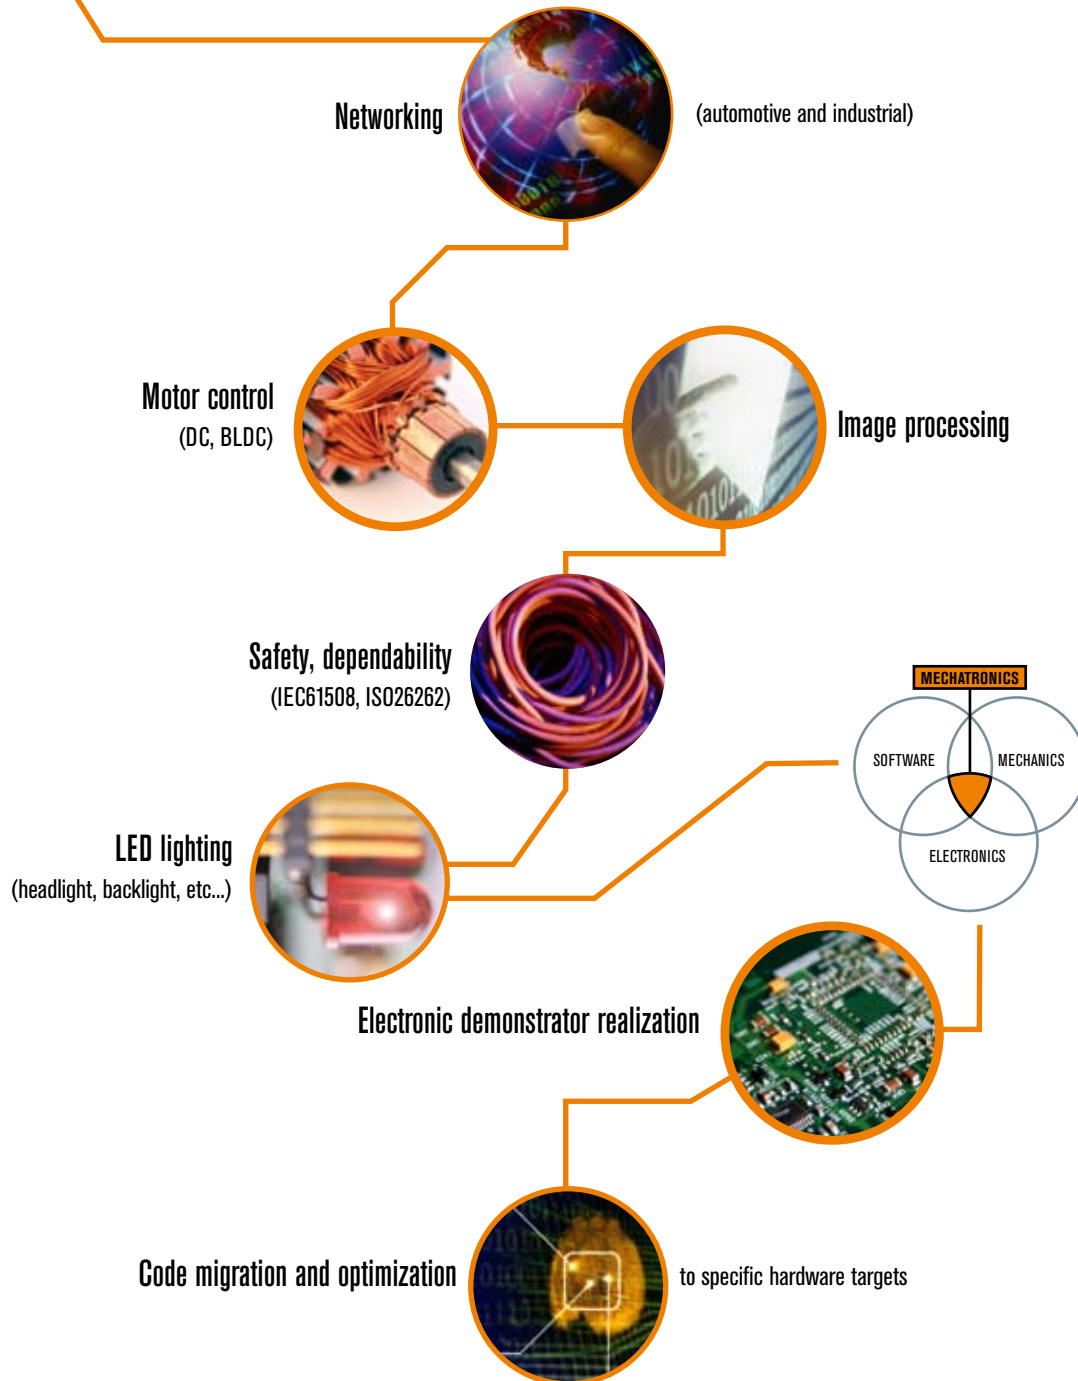 Networking
(automotive and industrial)
Motor control
(DC, BLDC)
Image processing
Safety, dependability
(IEC61508, ISO26262)
MECHATRONICS
SOFTWARE
MECHANICS
LED lighting
(headlight, backlight, etc...)
ELECTRONICS
Electronic demonstrator realization
Code migration and optimization
to specific hardware targets